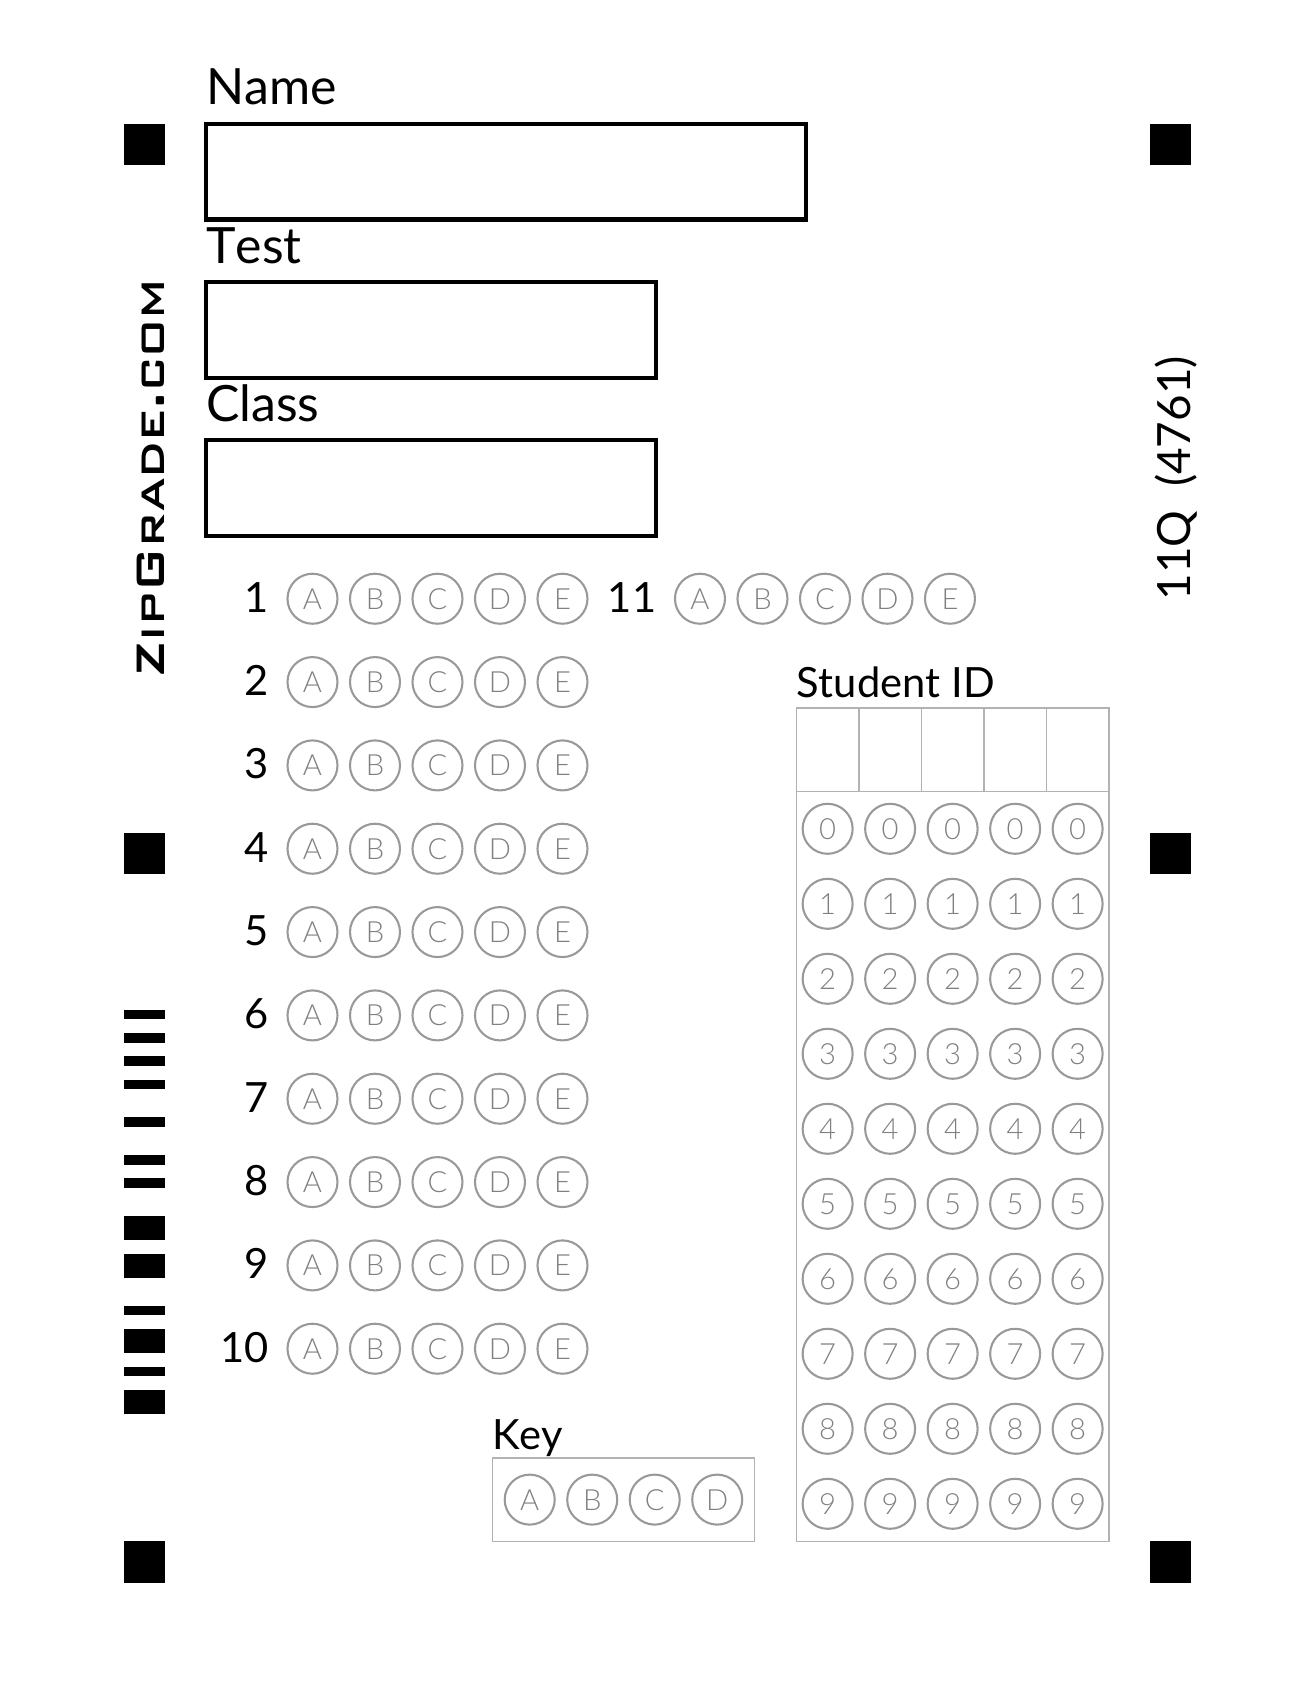 Name
Test
Class
ZIPGRADE.COM
11Q (4761)
1 A B C D E 11 A B C D E
2 A B C D E
3 A B C D E
4 A B C D E
5 A B C D E
6 A B C D E
7 A B C D E
8 A B C D E
9 A B C D E
10 A B C D E
Student ID
0 0 0 0 0
1 1 1 1 1
2 2 2 2 2
3 3 3 3 3
4 4 4 4 4
5 5 5 5 5
6 6 6 6 6
7 7 7 7 7
8 8 8 8 8
9 9 9 9 9
Key
A B C D